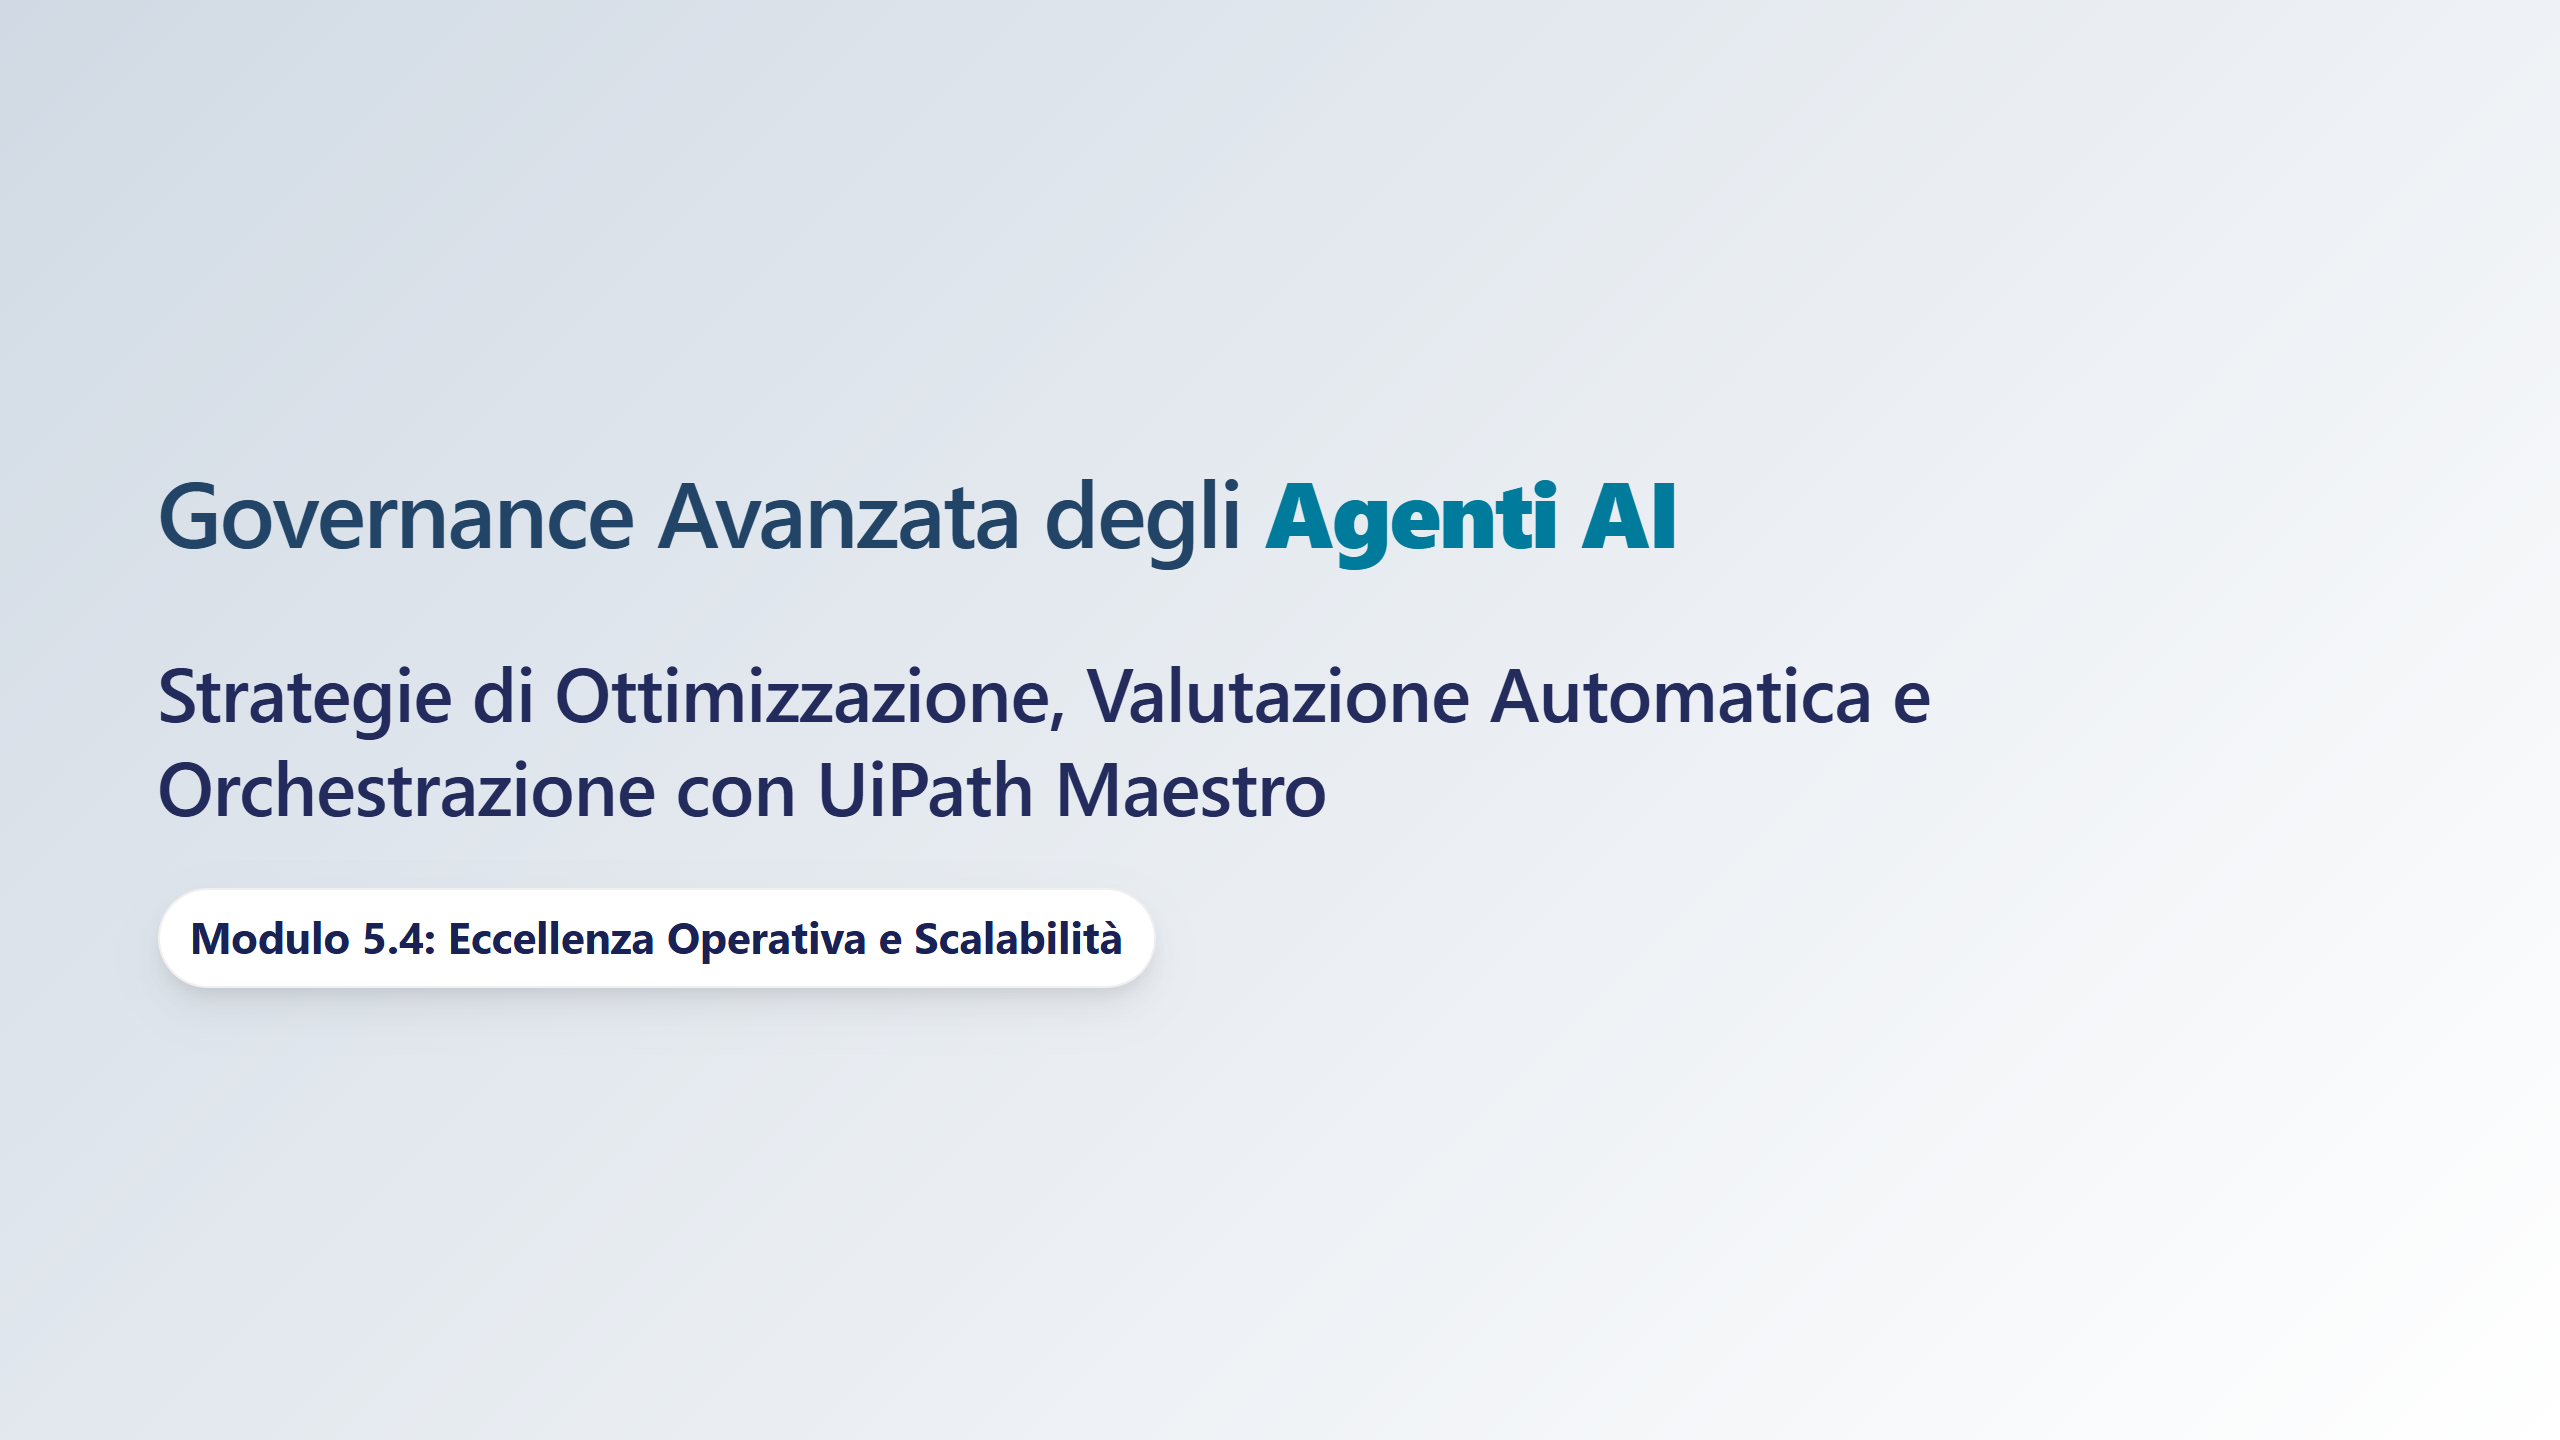 Governance Avanzata degli Agenti AI
Strategie di Ottimizzazione, Valutazione Automatica e
Orchestrazione con UiPath Maestro
Modulo 5.4: Eccellenza Operativa e Scalabilità